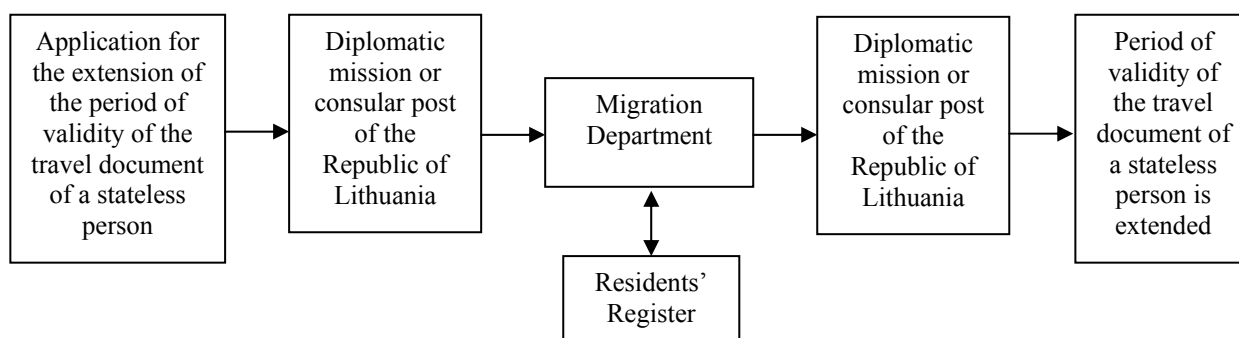 Application for
the extension of
the period of
validity of the
travel document
of a stateless
person
Diplomatic
mission or
consular post
of the
Republic of
Lithuania
Migration
Department
Residents’
Register
Diplomatic
mission or
consular post
of the
Republic of
Lithuania
Period of
validity of
the travel
document of
a stateless
person is
extended